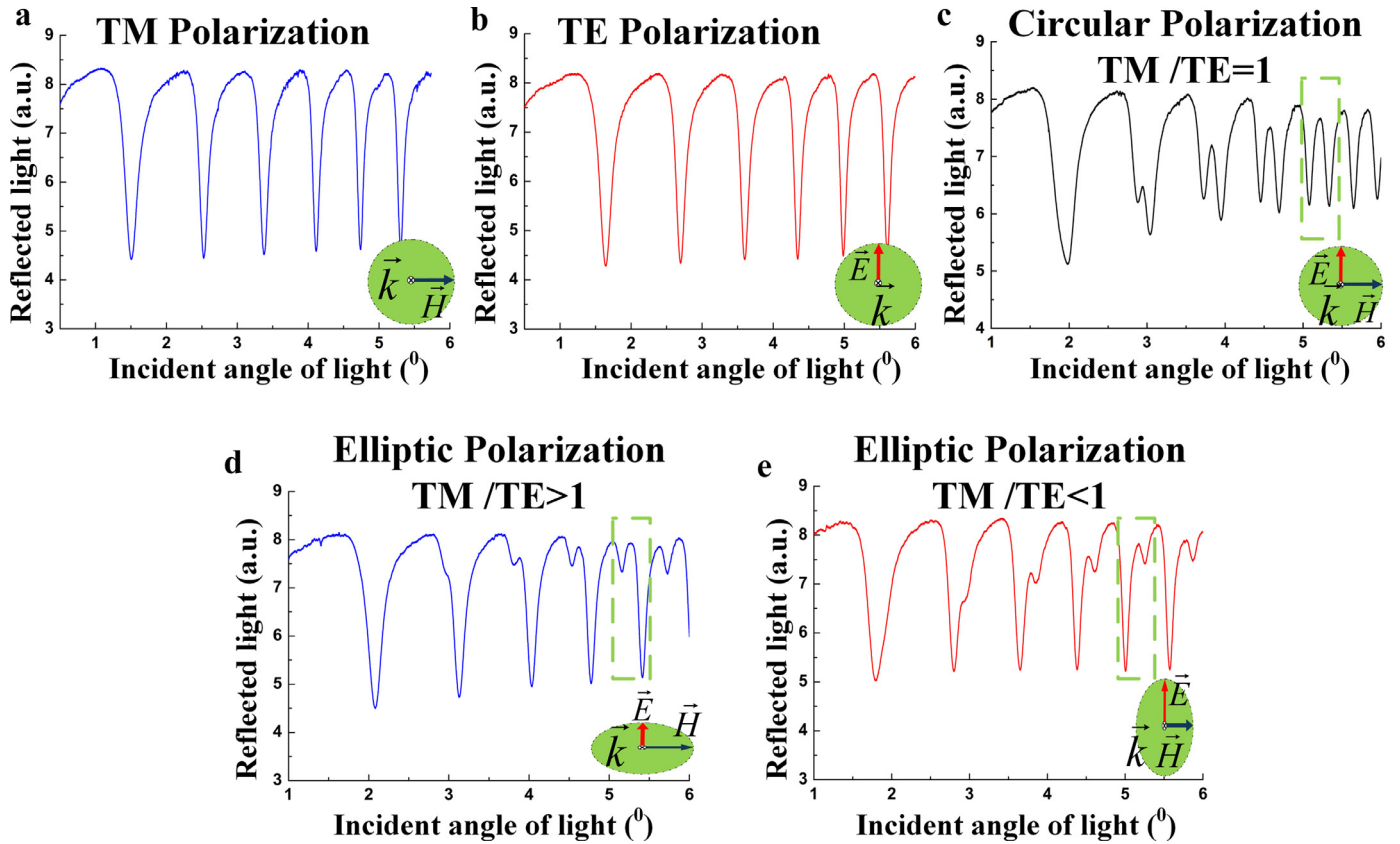 a
TM Polarization
9
8
7
6
5
4
3
Reflected light (a.u.)
k
H
1 2 3 4 5 6
Incident angle of light (⁰)
b
TE Polarization
9
8
7
6
5
4
3
Reflected light (a.u.)
E
k
1 2 3 4 5 6
Incident angle of light (⁰)
c
Circular Polarization
TM /TE=1
9
8
7
6
5
4
Reflected light (a.u.)
E
k
H
1 2 3 4 5 6
Incident angle of light (⁰)
d
Elliptic Polarization
TM /TE>1
9
8
7
6
5
4
3
Reflected light (a.u.)
E
H
k
1 2 3 4 5 6
Incident angle of light (⁰)
e
Elliptic Polarization
TM /TE<1
9
8
7
6
5
4
3
Reflected light (a.u.)
E
k
H
1 2 3 4 5 6
Incident angle of light (⁰)